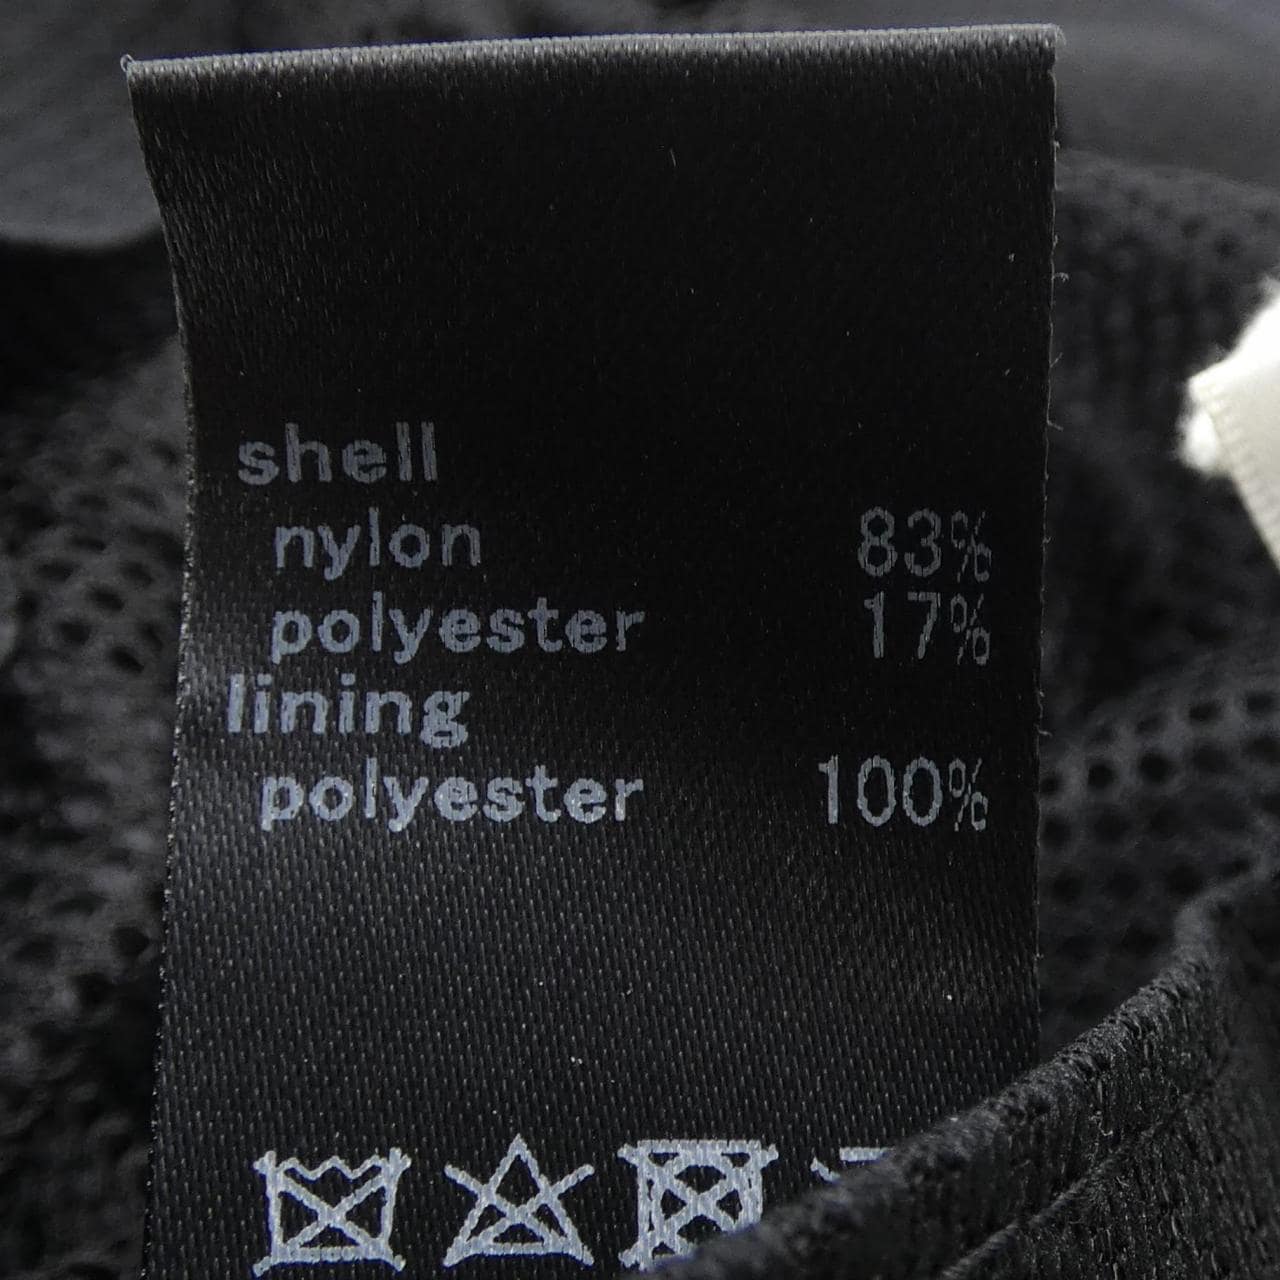 shell
nylon 83%
polyester 17%
lining
polyester 100%